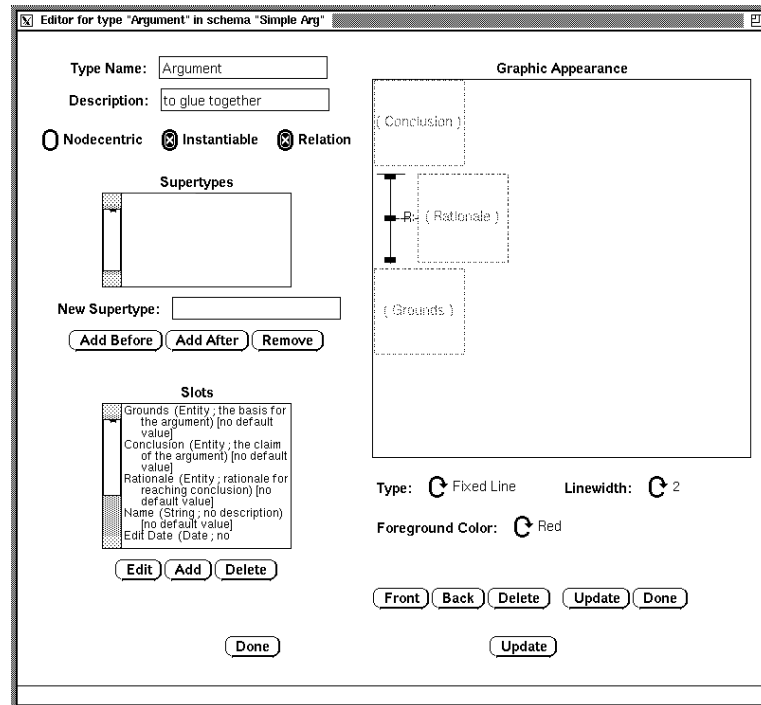 Editor for type "Argument" in schema "Simple Arg"
Type Name: Argument
Description: to glue together
Nodecentric Instantiable Relation
Supertypes
New Supertype:
Add Before Add After Remove
Slots
Grounds (Entity ; the basis for
the argument) [no default
value]
Conclusion (Entity ; the claim
of the argument) [no default
value]
Rationale (Entity ; rationale for
reaching conclusion) [no
default value]
Name (String ; no description)
[no default value]
Edit Date (Date ; no
Edit Add Delete
Done
Graphic Appearance
( Conclusion )
( Rationale )
( Grounds )
Type: Fixed Line Linewidth: 2
Foreground Color: Red
Front Back Delete Update Done
Update